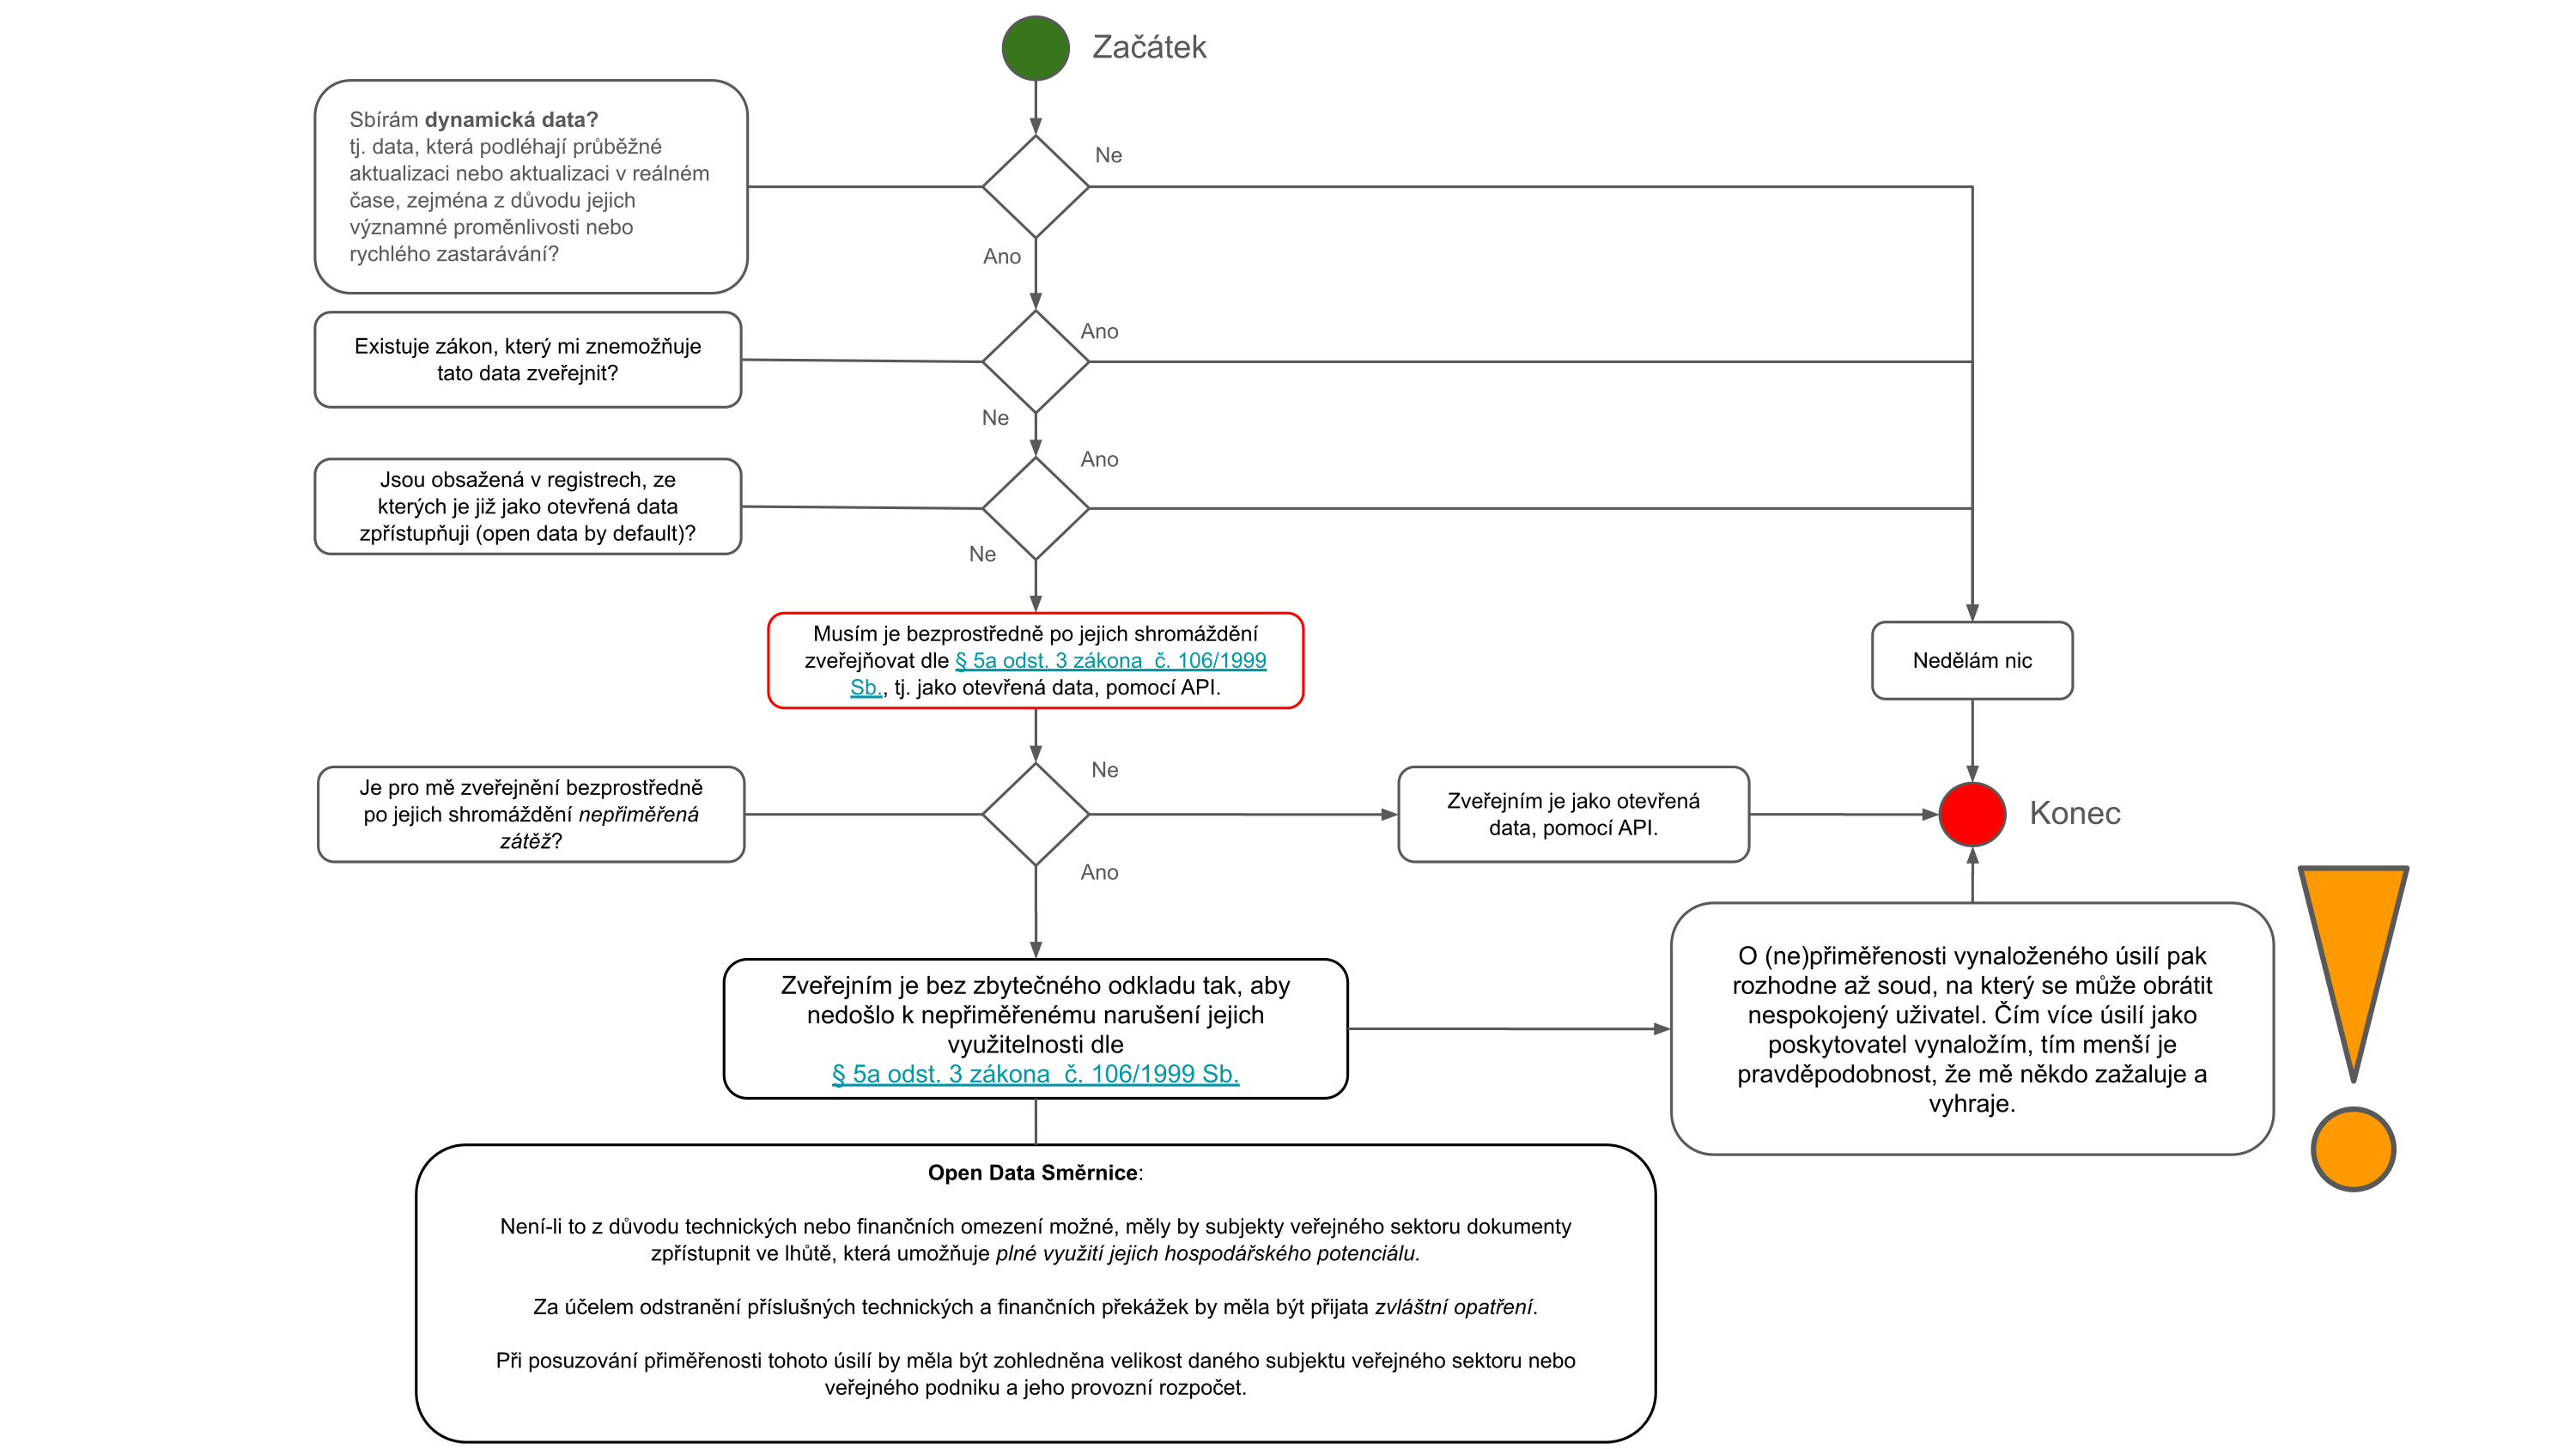 Začátek
Sbírám dynamická data?
tj. data, která podléhají průběžné
aktualizaci nebo aktualizaci v reálném
čase, zejména z důvodu jejich
významné proměnlivosti nebo
rychlého zastarávání?
Ne
Ano
Existuje zákon, který mi znemožňuje
tato data zveřejnit?
Ano
Ne
Jsou obsažená v registrech, ze
kterých je již jako otevřená data
zpřístupňuji (open data by default)?
Ano
Ne
Musím je bezprostředně po jejich shromáždění
zveřejňovat dle § 5a odst. 3 zákona  č. 106/1999
Sb., tj. jako otevřená data, pomocí API.
Nedělám nic
Je pro mě zveřejnění bezprostředně
po jejich shromáždění nepřiměřená
zátěž?
Ne
Ano
Zveřejním je jako otevřená
data, pomocí API.
Konec
Zveřejním je bez zbytečného odkladu tak, aby
nedošlo k nepřiměřenému narušení jejich
využitelnosti dle
§ 5a odst. 3 zákona  č. 106/1999 Sb.
O (ne)přiměřenosti vynaloženého úsilí pak
rozhodne až soud, na který se může obrátit
nespokojený uživatel. Čím více úsilí jako
poskytovatel vynaložím, tím menší je
pravděpodobnost, že mě někdo zažaluje a
vyhraje.
Open Data Směrnice:
Není-li to z důvodu technických nebo finančních omezení možné, měly by subjekty veřejného sektoru dokumenty
zpřístupnit ve lhůtě, která umožňuje plné využití jejich hospodářského potenciálu.
Za účelem odstranění příslušných technických a finančních překážek by měla být přijata zvláštní opatření.
Při posuzování přiměřenosti tohoto úsilí by měla být zohledněna velikost daného subjektu veřejného sektoru nebo
veřejného podniku a jeho provozní rozpočet.